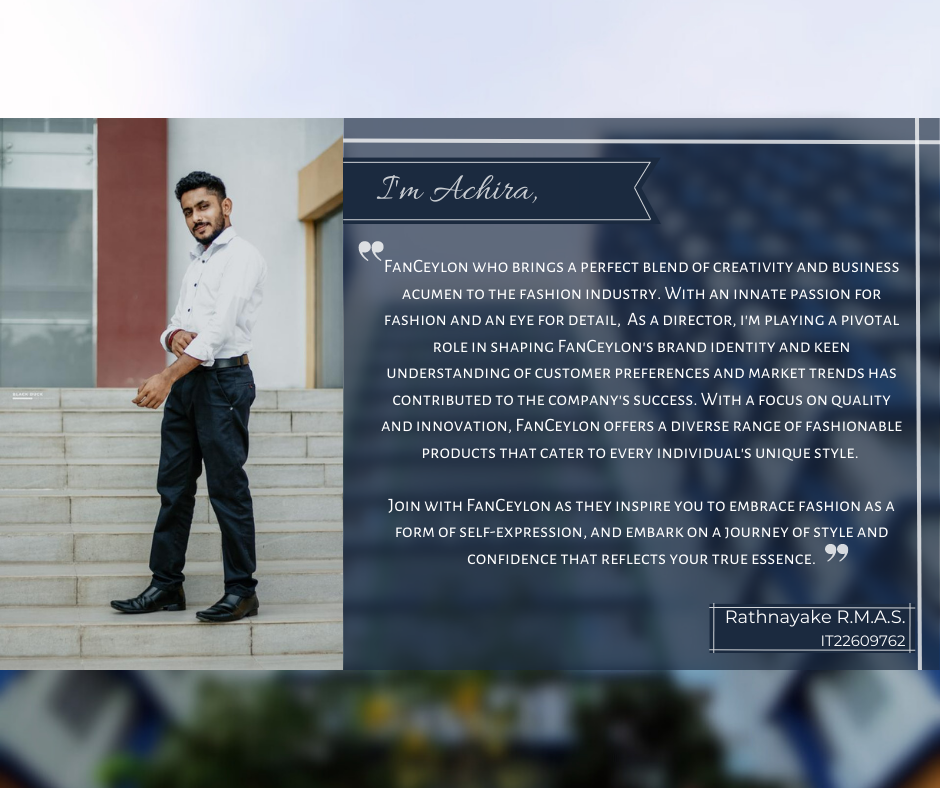 I'm Achira,
❞
FanCeylon who brings a perfect blend of creativity and business
acumen to the fashion industry. With an innate passion for
fashion and an eye for detail,  As a director, I'm playing a pivotal
role in shaping FanCeylon's brand identity and keen
understanding of customer preferences and market trends has
contributed to the company's success. With a focus on quality
and innovation, FanCeylon offers a diverse range of fashionable
products that cater to every individual's unique style.
Join with FanCeylon as they inspire you to embrace fashion as a
form of self-expression, and embark on a journey of style and
confidence that reflects your true essence. ❞
Rathnayake R.M.A.S.
IT22609762